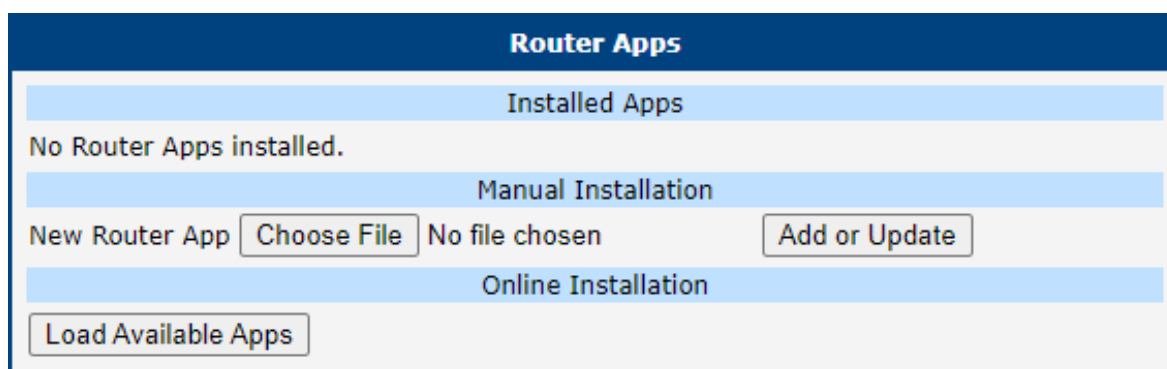 Router Apps
Installed Apps
No Router Apps installed.
Manual Installation
New Router App Choose File No file chosen Add or Update
Online Installation
Load Available Apps